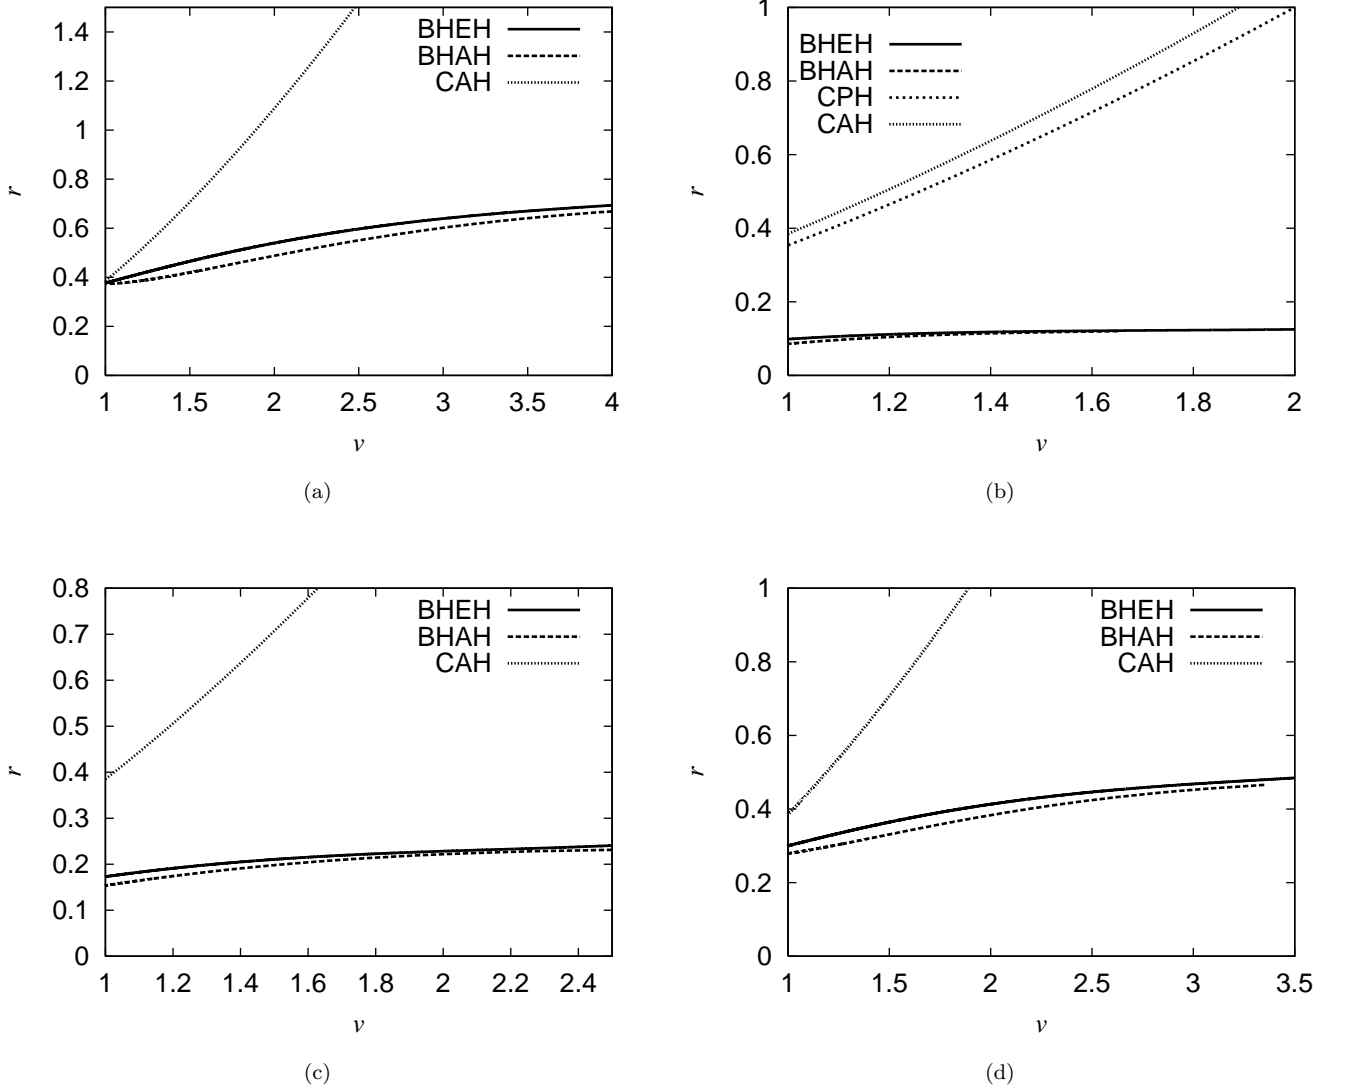 BHEH
BHAH
CAH
r
0
0.2
0.4
0.6
0.8
1
1.2
1.4
1 1.5 2 2.5 3 3.5 4
v
(a)
BHEH
BHAH
CPH
CAH
r
0
0.2
0.4
0.6
0.8
1
1 1.2 1.4 1.6 1.8 2
v
(b)
BHEH
BHAH
CAH
r
0
0.1
0.2
0.3
0.4
0.5
0.6
0.7
0.8
1 1.2 1.4 1.6 1.8 2 2.2 2.4
v
(c)
BHEH
BHAH
CAH
r
0
0.2
0.4
0.6
0.8
1
1 1.5 2 2.5 3 3.5
v
(d)